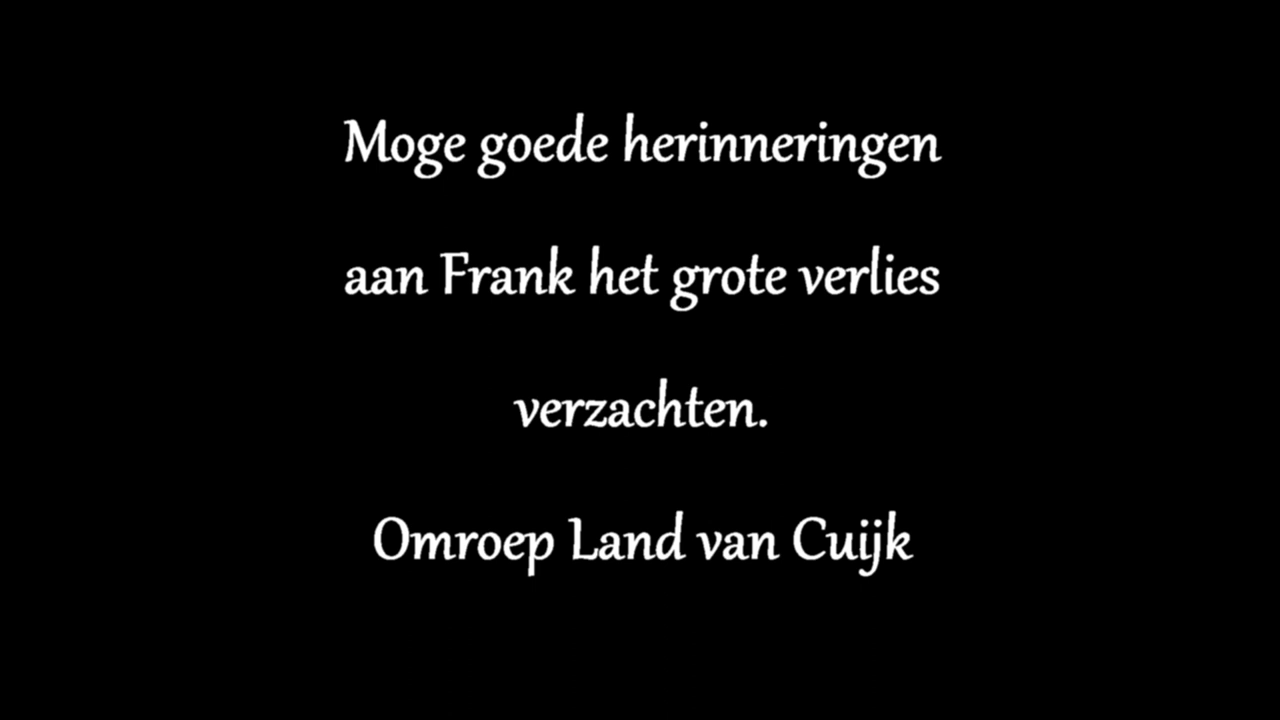 Moge goede herinneringen
aan Frank het grote verlies
verzachten.
Omroep Land van Cuijk